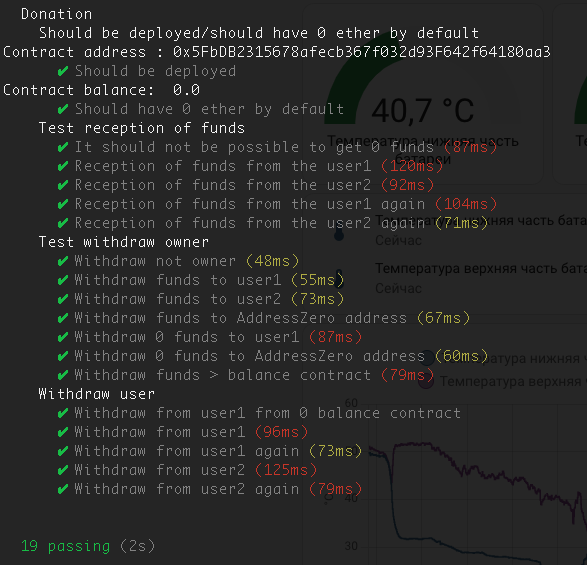 Donation
Should be deployed/should have 0 ether by default
Contract address : 0x5FbDB2315678afecb367f032d93F642f64180aa3
✔ Should be deployed
Contract balance: 0.0
✔ Should have 0 ether by default
40,7 °C
Test reception of funds
Температура нижняя часть
✔ It should not be possible to get 0 funds (87ms)
батареи
✔ Reception of funds from the user1 (120ms)
✔ Reception of funds from the user2 (92ms)
✔ Reception of funds from the user1 again (104ms)
✔ Reception of funds from the user2 again (71ms)
Температура нижняя часть бата
Сейчас
Test withdraw owner
✔ Withdraw not owner (48ms)
Температура верхняя часть бата
✔ Withdraw funds to user1 (55ms)
Сейчас
✔ Withdraw funds to user2 (73ms)
✔ Withdraw funds to AddressZero address (67ms)
✔ Withdraw 0 funds to user1 (87ms)
✔ Withdraw 0 funds to AddressZero address (60ms)
ература нижняя ч
✔ Withdraw funds > balance contract (79ms)
Температура верхняя ч
Withdraw user
60
✔ Withdraw from user1 from 0 balance contract
✔ Withdraw from user1 (96ms)
✔ Withdraw from user1 again (73ms)
✔ Withdraw from user2 (125ms)
✔ Withdraw from user2 again (79ms)
40
30
19 passing (2s)